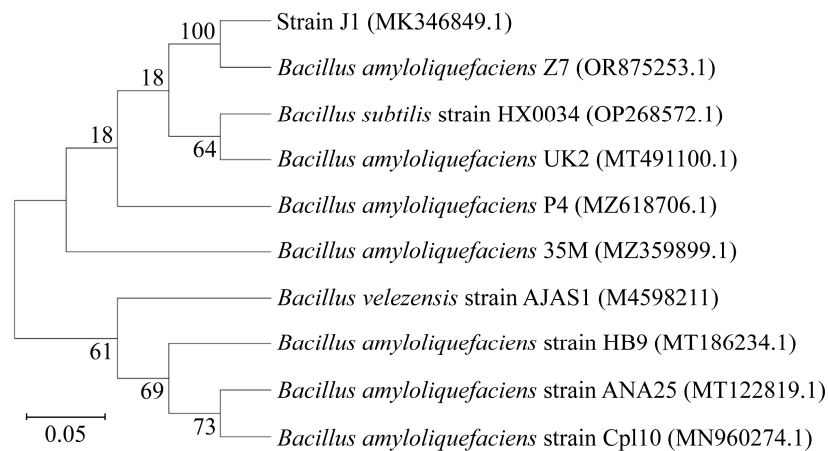 100
Strain J1 (MK346849.1)
Bacillus amyloliquefaciens Z7 (OR875253.1)
18
Bacillus subtilis strain HX0034 (OP268572.1)
18
64
Bacillus amyloliquefaciens UK2 (MT491100.1)
Bacillus amyloliquefaciens P4 (MZ618706.1)
Bacillus amyloliquefaciens 35M (MZ359899.1)
Bacillus velezensis strain AJAS1 (M4598211)
61
Bacillus amyloliquefaciens strain HB9 (MT186234.1)
69
Bacillus amyloliquefaciens strain ANA25 (MT122819.1)
73
Bacillus amyloliquefaciens strain Cpl10 (MN960274.1)
0.05